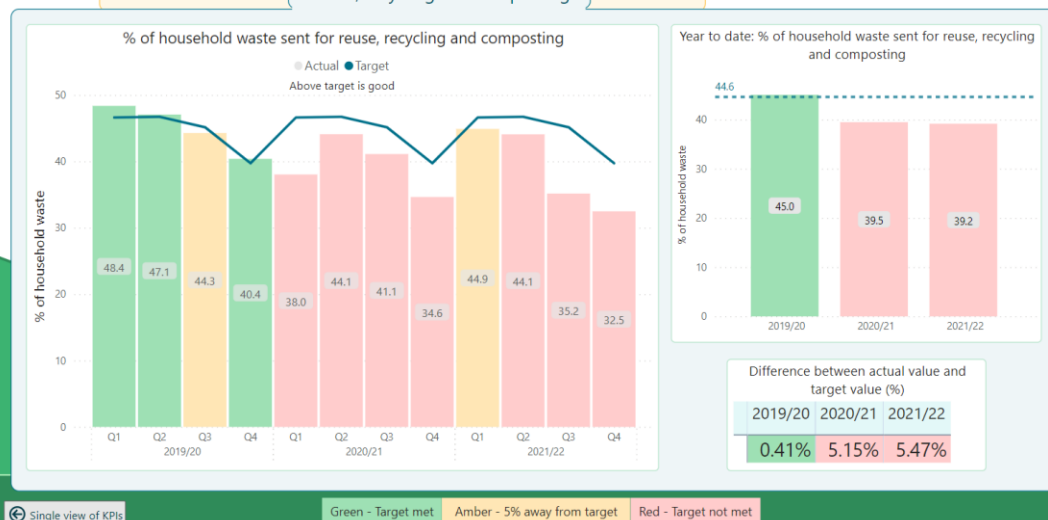 % of household waste sent for reuse, recycling and composting
Actual Target
Above target is good
% of household waste
50
40
30
20
10
0
48.4
47.1
44.3
40.4
38.0
44.1
41.1
34.6
44.9
44.1
35.2
32.5
Q1 Q2 Q3 Q4 Q1 Q2 Q3 Q4 Q1 Q2 Q3 Q4
2019/20 2020/21 2021/22
Year to date: % of household waste sent for reuse, recycling
and composting
% of household waste
44.6
40
30
20
10
0
45.0
39.5
39.2
2019/20 2020/21 2021/22
Difference between actual value and
target value (%)
2019/20 2020/21 2021/22
0.41% 5.15% 5.47%
Single view of KPIs
Green - Target met
Amber - 5% away from target
Red - Target not met